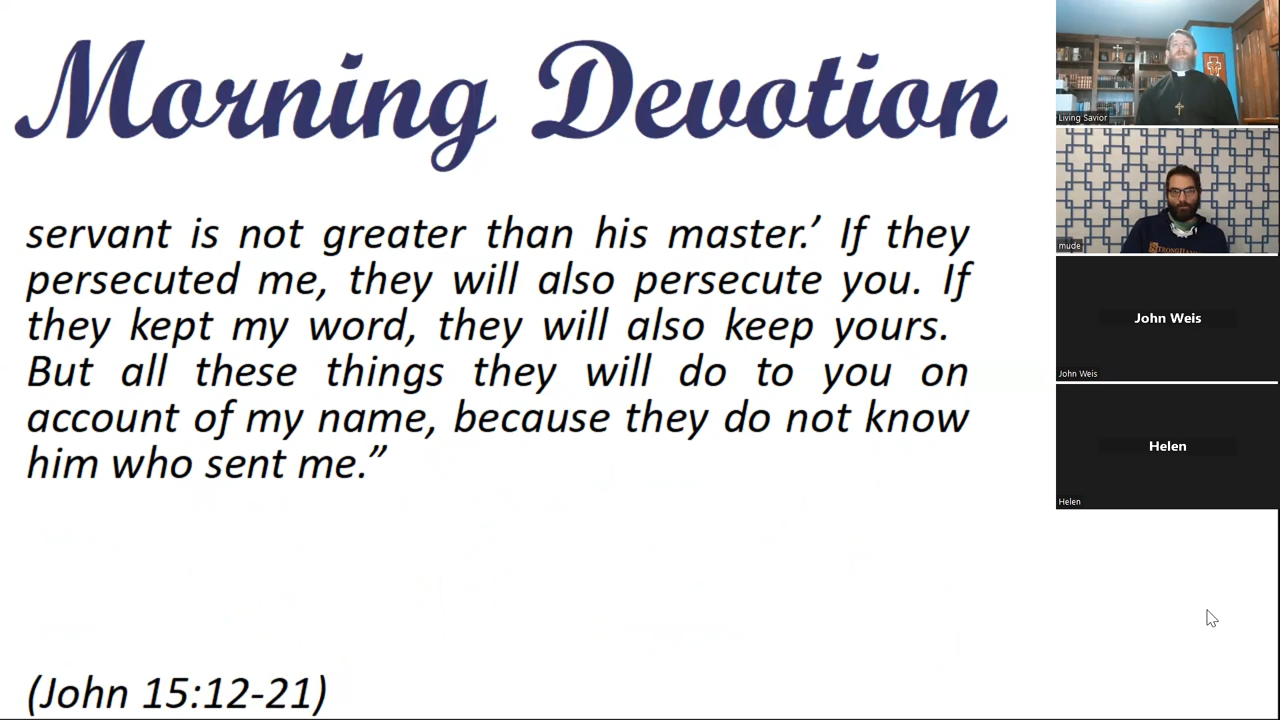 Morning Devotion
servant is not greater than his master.’ If they
persecuted me, they will also persecute you. If
they kept my word, they will also keep yours.
But all these things they will do to you on
account of my name, because they do not know
him who sent me.”
(John 15:12-21)
Living Savior
mude
John Weis
John Weis
Helen
Helen